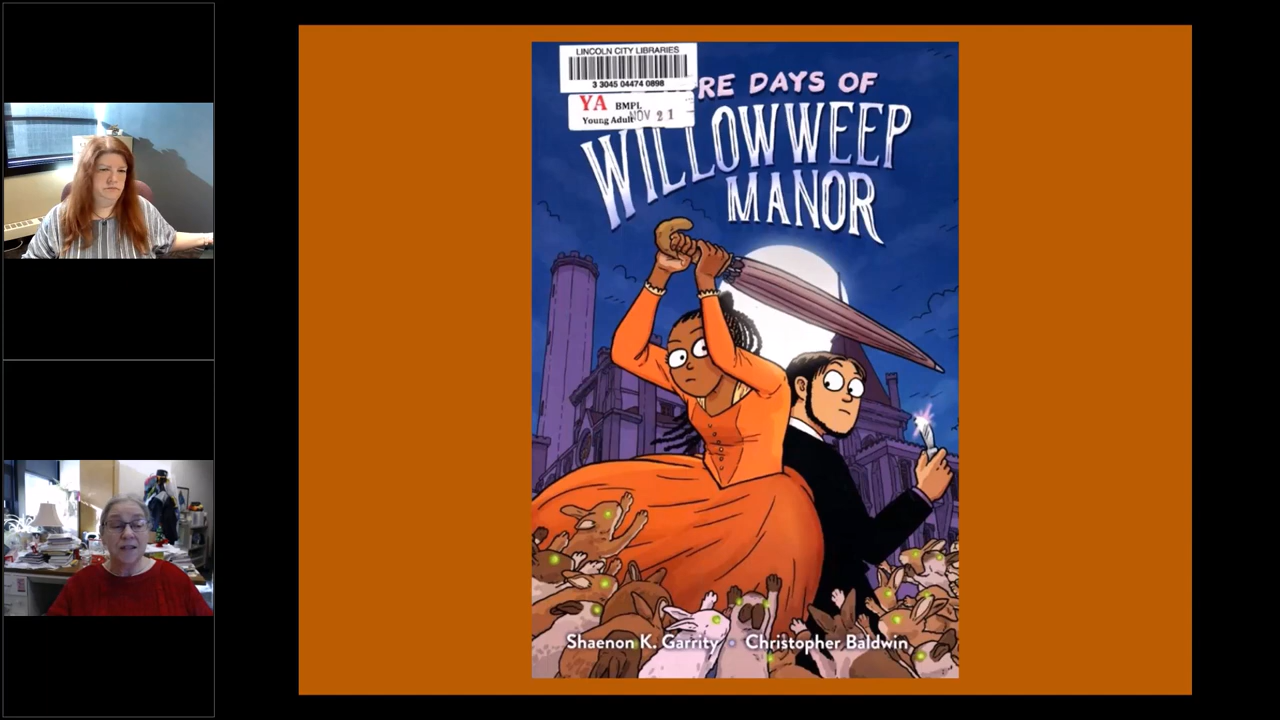 LINCOLN CITY LIBRARIES
3 3045 04474 0898
YA BMPL
Young Adult NOV 21
RE DAYS OF
WILLOWWEEP
MANOR
Shaenon K. Garrity • Christopher Baldwin